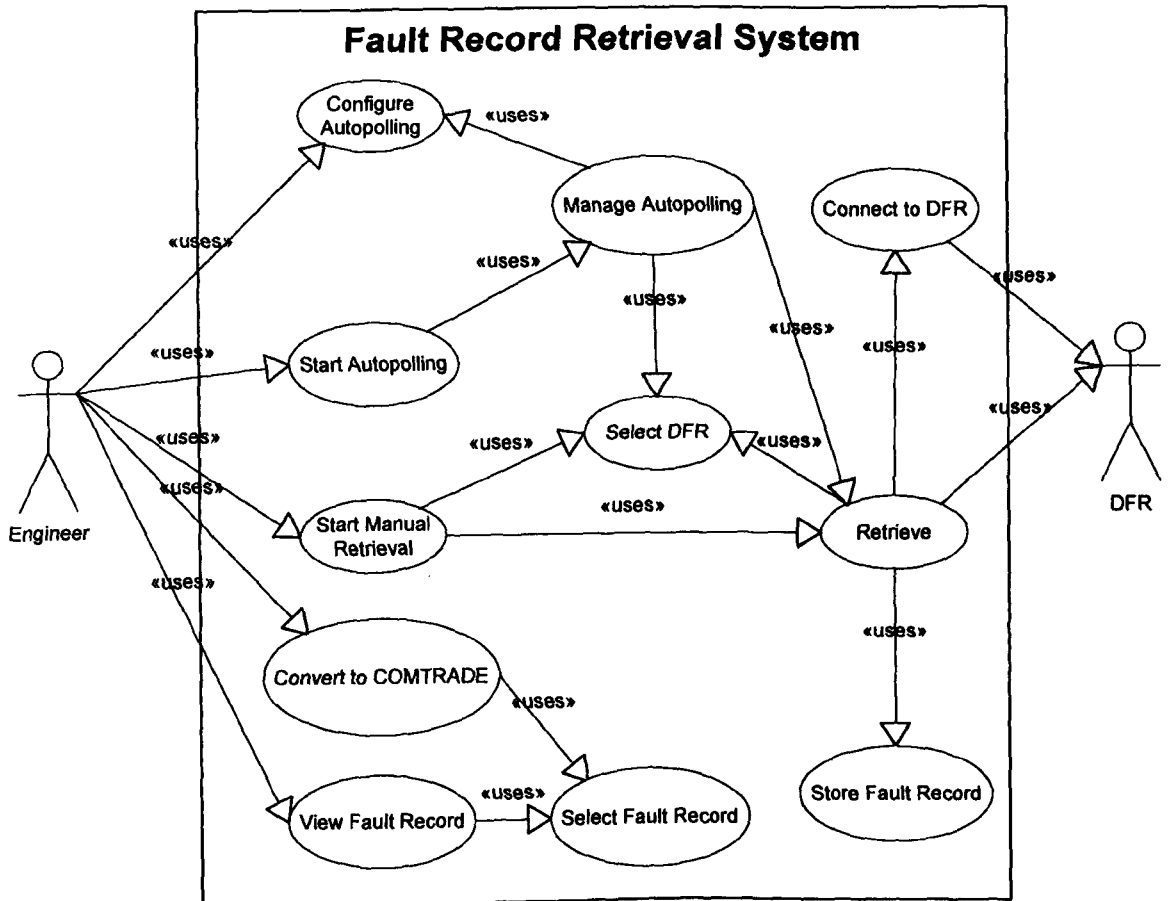 Fault Record Retrieval System
Configure
Autopolling
«uses»
Manage Autopolling
Connect to DFR
«uses»
«uses»
«uses»
«uses»
«uses»
«uses»
«uses»
Start Autopolling
«uses»
Select DFR
«uses»
«uses»
«uses»
«uses»
«uses»
Engineer
Start Manual
Retrieval
«uses»
Retrieve
DFR
«uses»
«uses»
Convert to COMTRADE
«uses»
View Fault Record
«uses»
Select Fault Record
Store Fault Record